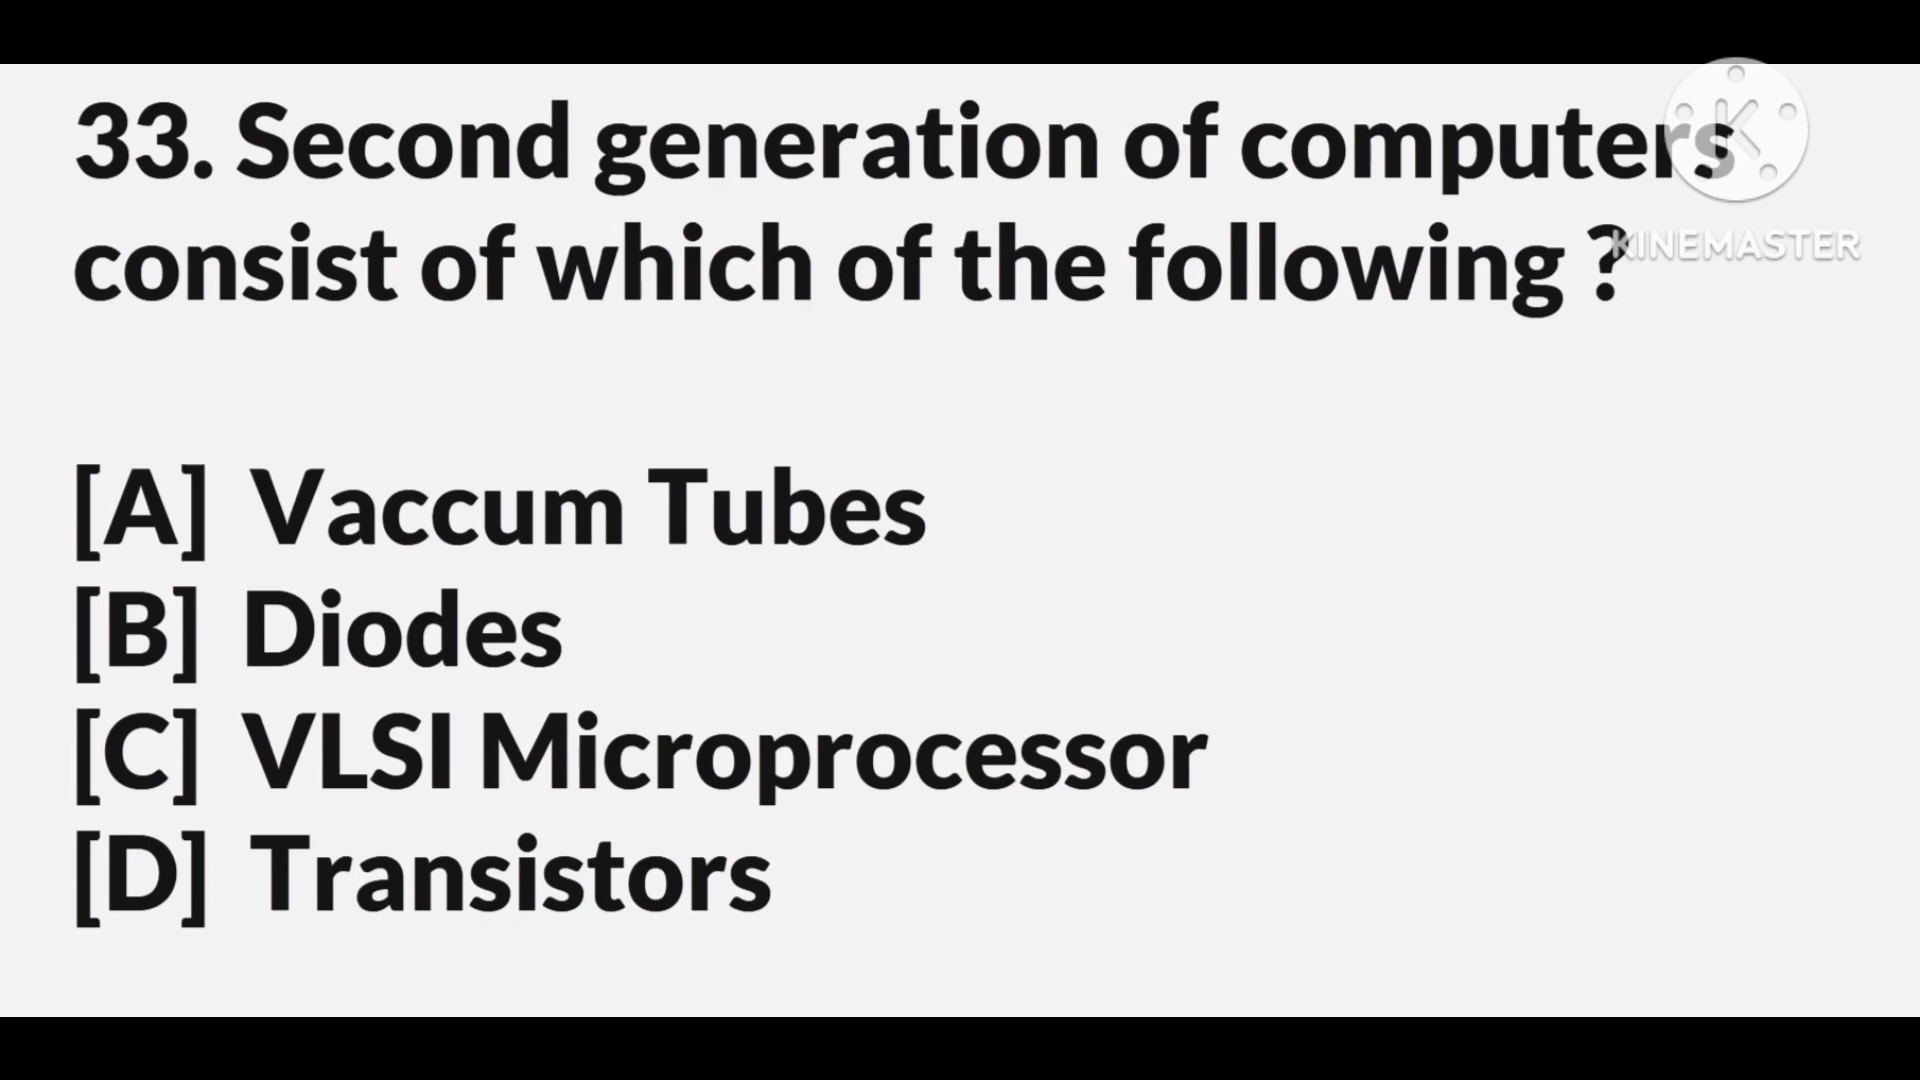 33. Second generation of computers
consist of which of the following ?
KINEMASTER
[A] Vaccum Tubes
[B] Diodes
[C] VLSI Microprocessor
[D] Transistors